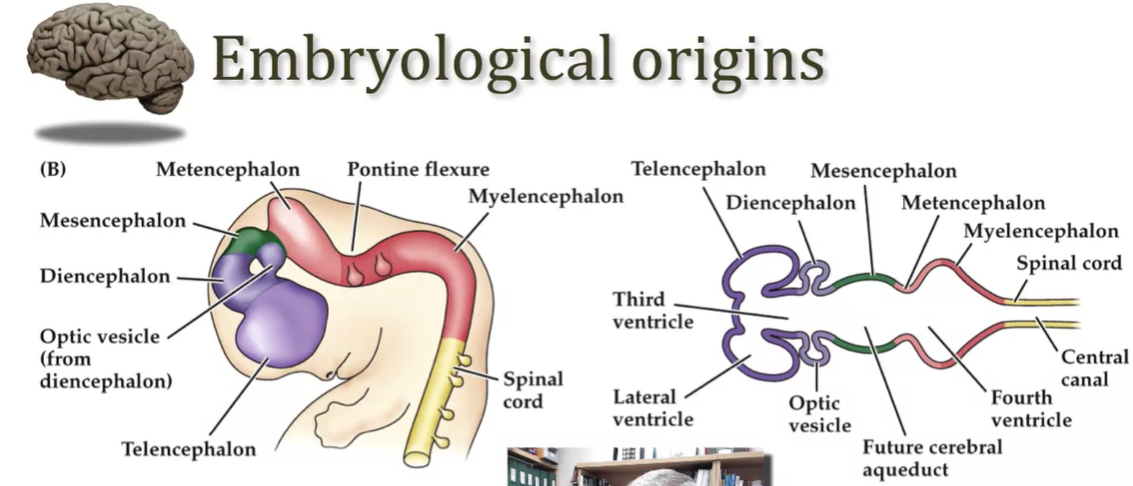 Embryological origins
(B)
Metencephalon
Pontine flexure
Myelencephalon
Mesencephalon
Diencephalon
Optic vesicle
(from
diencephalon)
Telencephalon
Spinal
cord
Telencephalon
Mesencephalon
Diencephalon
Metencephalon
Myelencephalon
Spinal cord
Third
ventricle
Lateral
ventricle
Optic
vesicle
Central
canal
Fourth
ventricle
Future cerebral
aqueduct